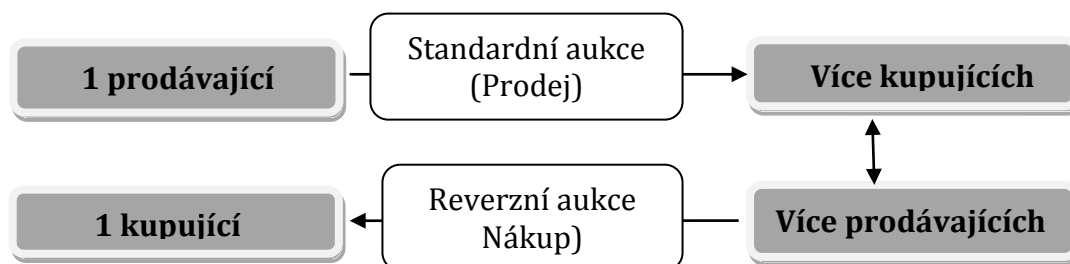 1 prodávající
Standardní aukce
(Prodej)
Více kupujících
1 kupující
Reverzní aukce
Nákup)
Více prodávajících